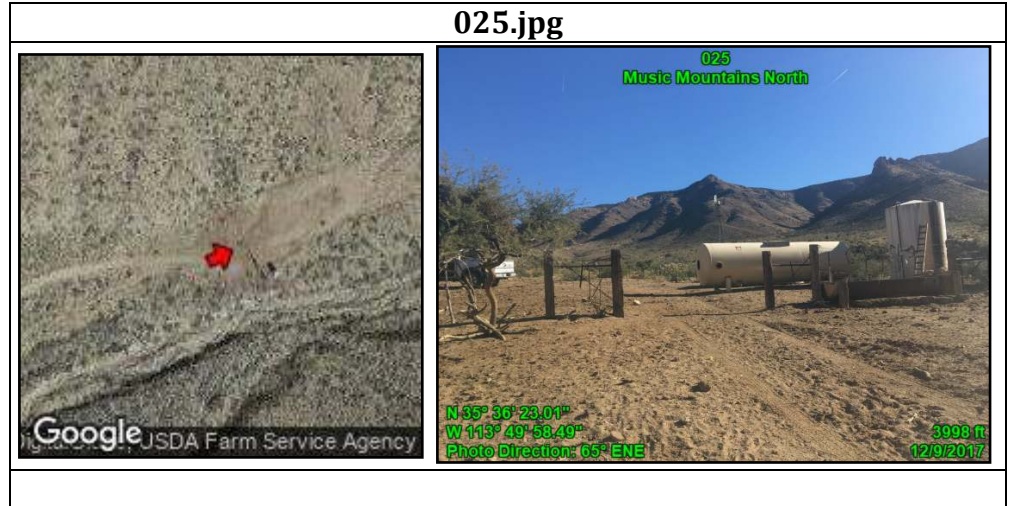 025.jpg
025
Music Mountains North
N 35° 36' 23.01"
W 113° 49' 58.49"
Photo Direction: 65° ENE
3998 ft
12/9/2017
Google
USDA Farm Service Agency